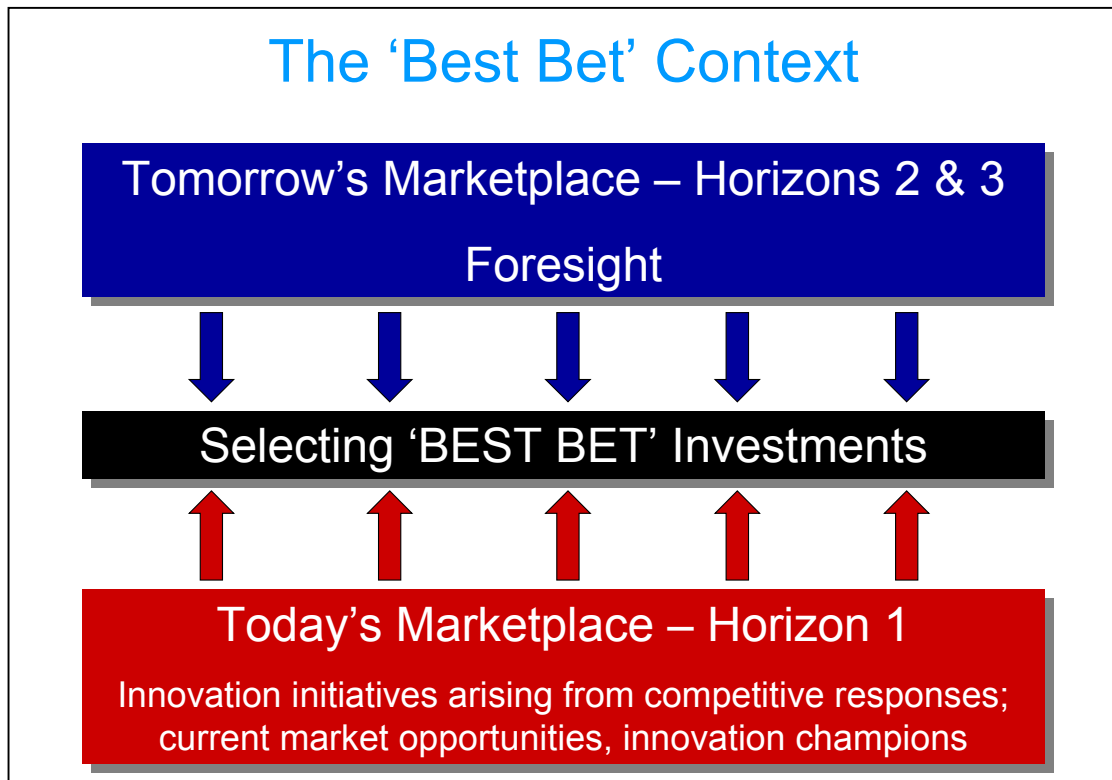 The ‘Best Bet’ Context
Tomorrow’s Marketplace – Horizons 2 & 3
Foresight
Selecting ‘BEST BET’ Investments
Today’s Marketplace – Horizon 1
Innovation initiatives arising from competitive responses;
current market opportunities, innovation champions